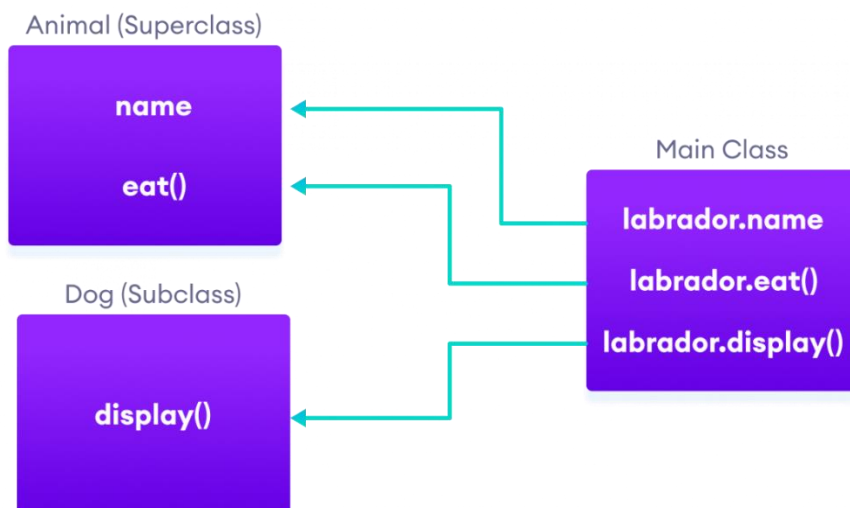 Animal (Superclass)
name
eat()
Dog (Subclass)
display()
Main Class
labrador.name
labrador.eat()
labrador.display()